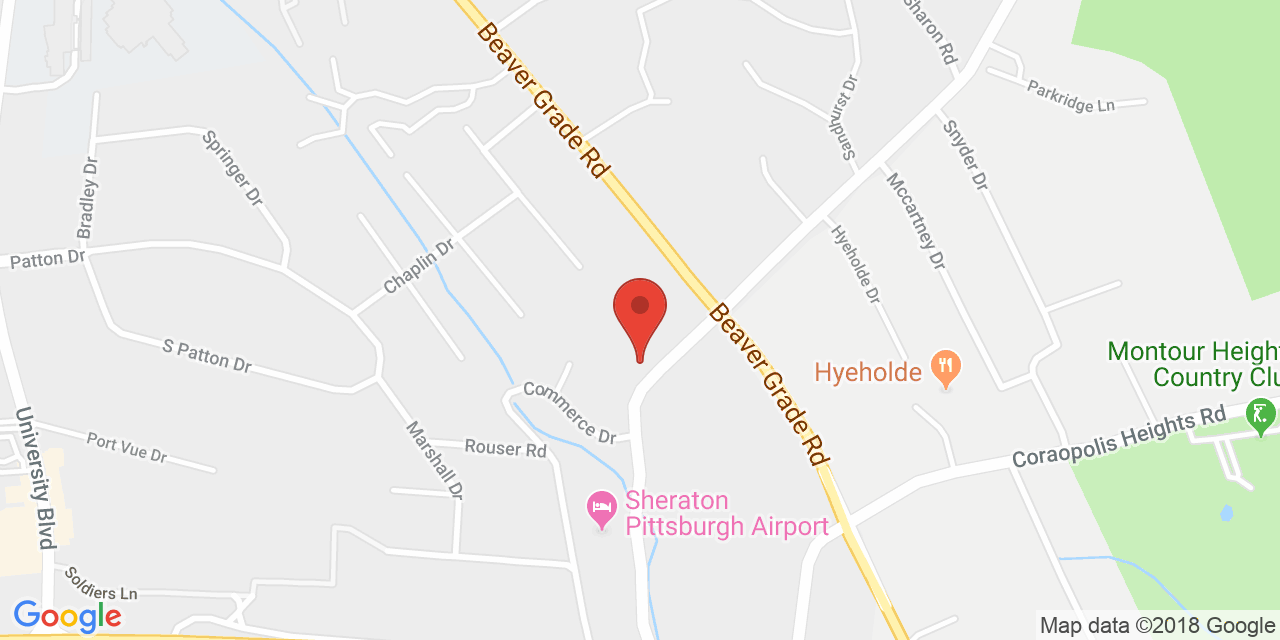 Sharon Rd
Beaver Grade Rd
Sandhurst Dr
Parkridge Ln
Springer Dr
Snyder Dr
Bradley Dr
Mccartney Dr
Patton Dr
Chaplin Dr
Hyeholde Dr
Beaver Grade Rd
S Patton Dr
Hyeholde
Montour Height
Country Clu
Commerce Dr
Coraopolis Heights Rd
University Blvd
Port Vue Dr
Marshall Dr
Rouser Rd
Sheraton
Pittsburgh Airport
Soldiers Ln
Google
Map data ©2018 Google